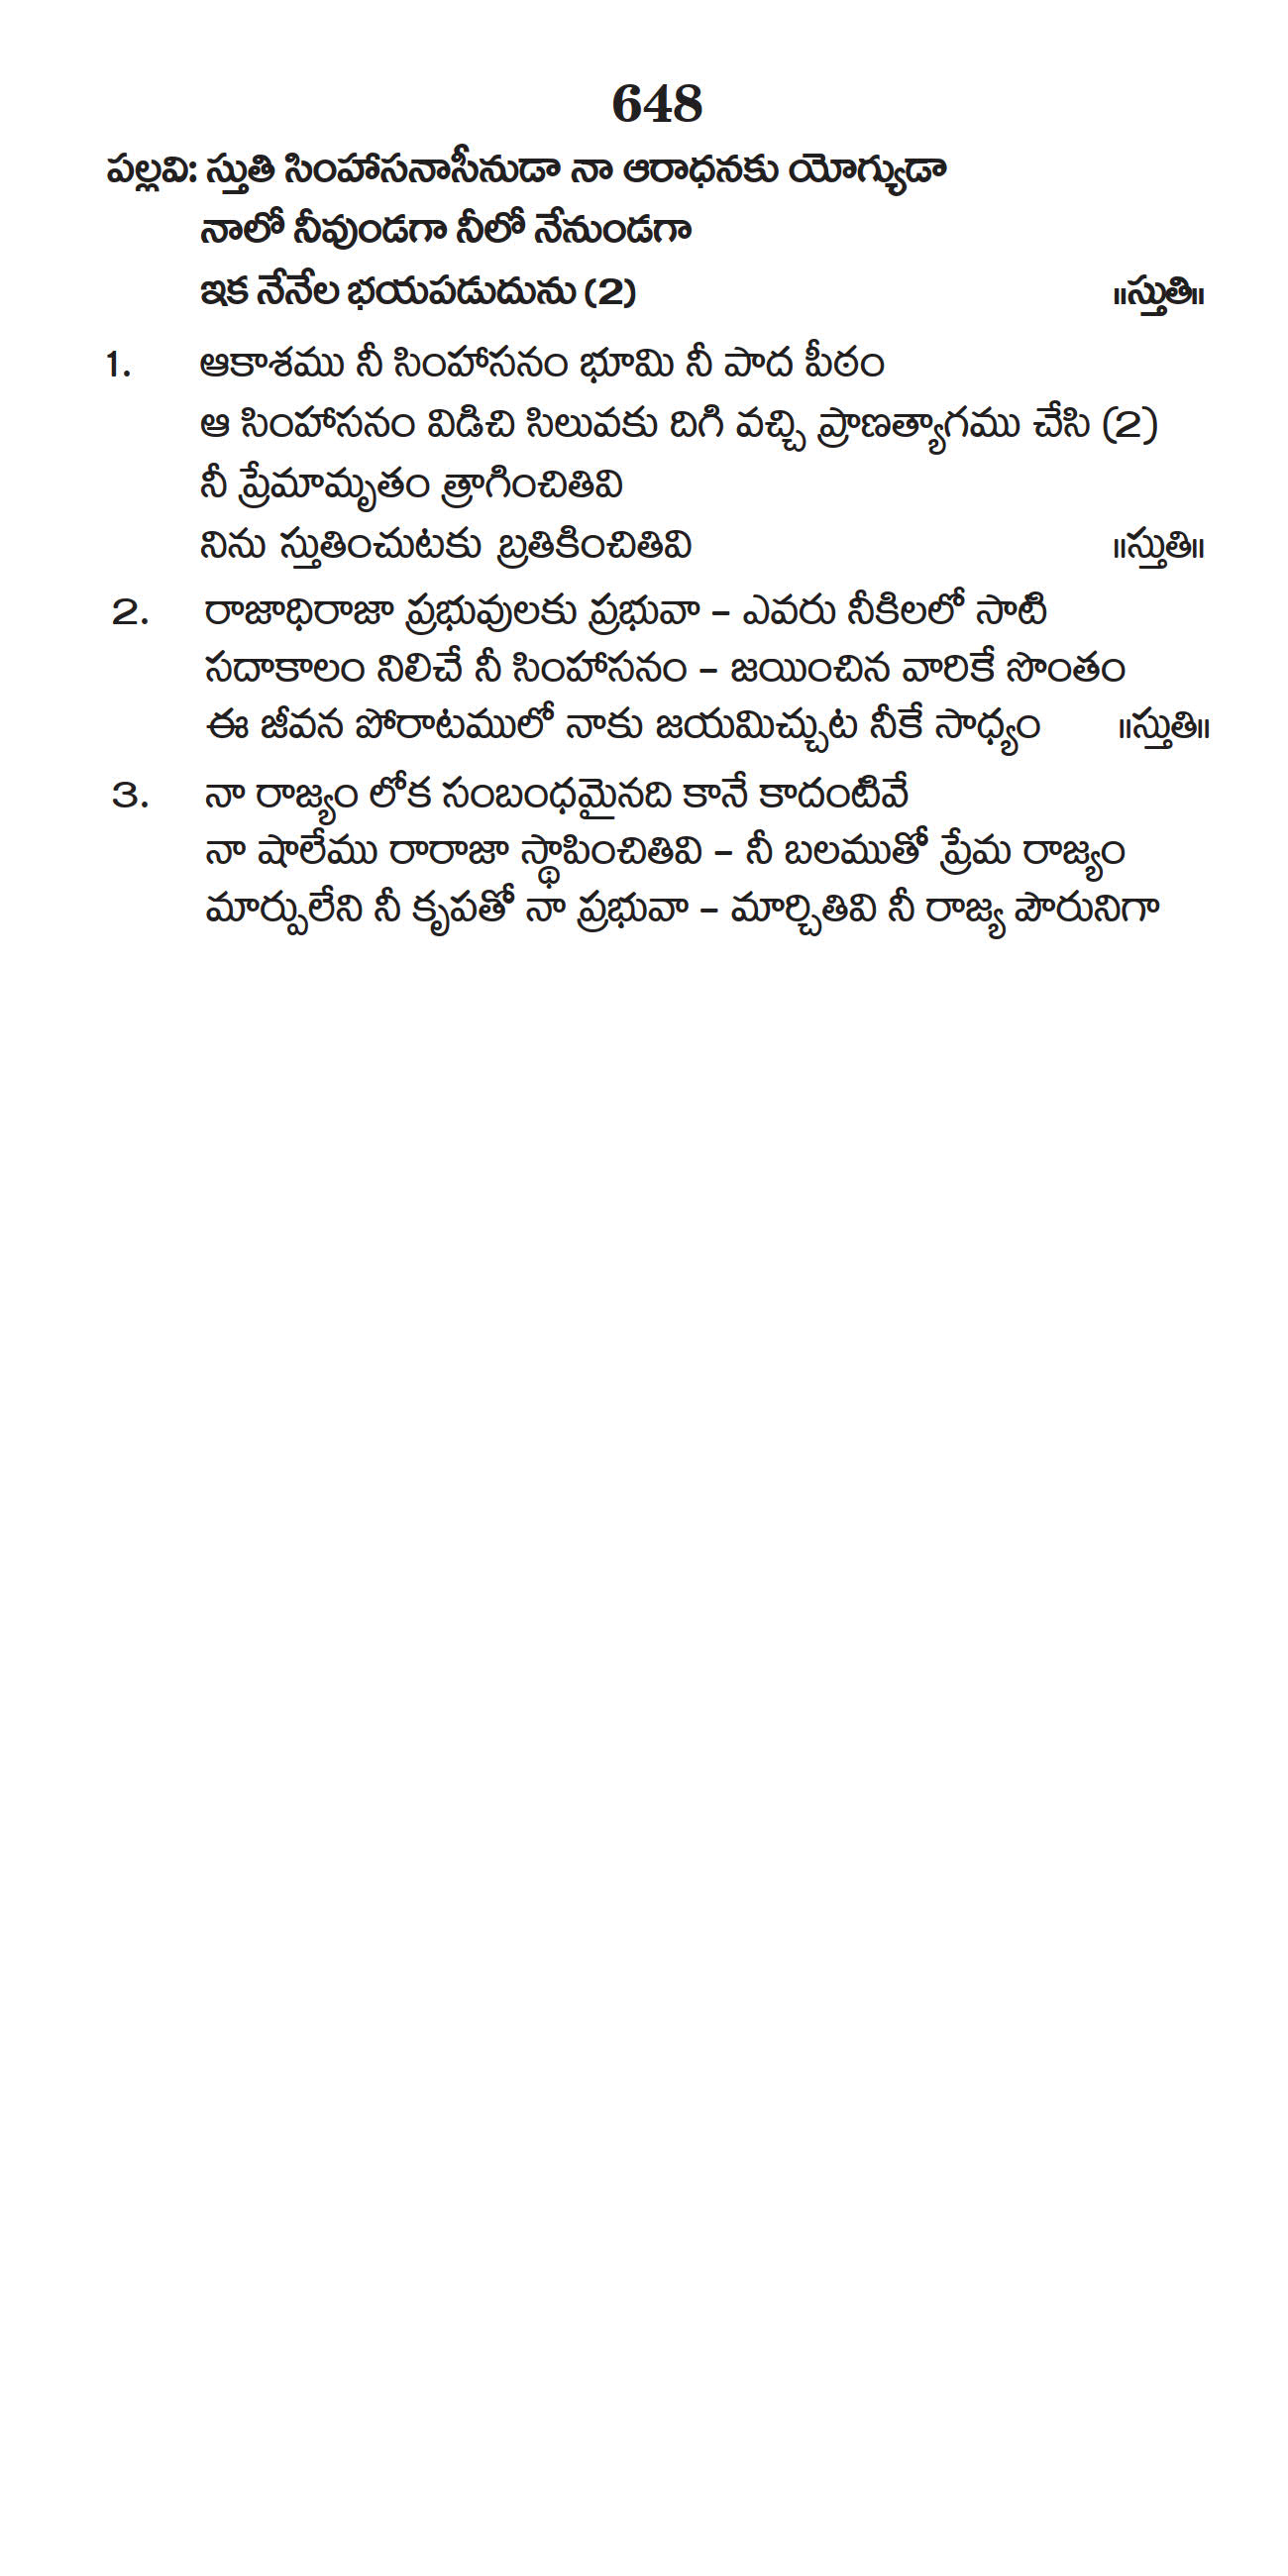 648
పల్లవి: స్తుతి సింహాసనాసీనుడా నా ఆరాధనకు యోగ్యుడా
నాలో నీవుండగా నీలో నేనుండగా
ఇక నేనేల భయపడుదును (2) ॥స్తుతి॥
1. ఆకాశము నీ సింహాసనం భూమి నీ పాద పీఠం
ఆ సింహాసనం విడిచి సిలువకు దిగి వచ్చి ప్రాణత్యాగము చేసి (2)
నీ ప్రేమామృతం త్రాగించితివి
నిను స్తుతించుటకు బ్రతికించితివి ॥స్తుతి॥
2. రాజాధిరాజా ప్రభువులకు ప్రభువా – ఎవరు నీకిలలో సాటి
సదాకాలం నిలిచే నీ సింహాసనం – జయించిన వారికే సొంతం
ఈ జీవన పోరాటములో నాకు జయమిచ్చుట నీకే సాధ్యం ॥స్తుతి॥
3. నా రాజ్యం లోక సంబంధమైనది కానే కాదంటివే
నా షాలేము రారాజా స్థాపించితివి – నీ బలముతో ప్రేమ రాజ్యం
మార్పులేని నీ కృపతో నా ప్రభువా – మార్చితివి నీ రాజ్య పౌరునిగా